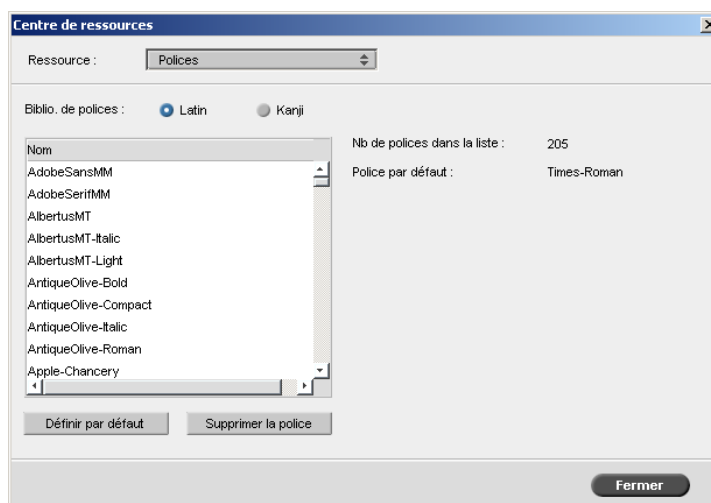 Centre de ressources
Ressource :
Polices
Biblio. de polices :
Latin
Kanji
Nom
AdobeSansMM
AdobeSerifMM
AlbertusMT
AlbertusMT-Italic
AlbertusMT-Light
AntiqueOlive-Bold
AntiqueOlive-Compact
AntiqueOlive-Italic
AntiqueOlive-Roman
Apple-Chancery
Nb de polices dans la liste : 205
Police par défaut : Times-Roman
Définir par défaut
Supprimer la police
Fermer